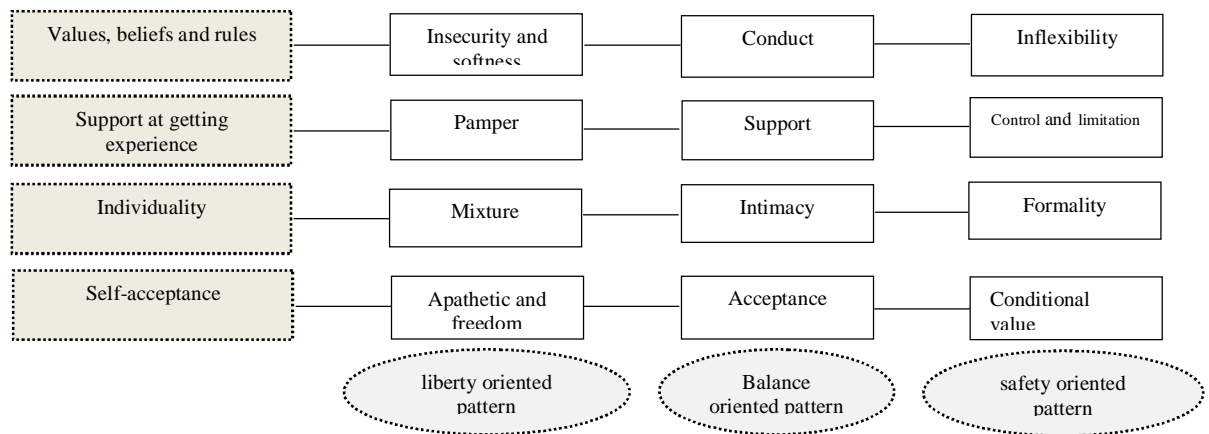 Values, beliefs and rules
Insecurity and
softness
Conduct
Inflexibility
Support at getting
experience
Pamper
Support
Control and limitation
Individuality
Mixture
Intimacy
Formality
Self-acceptance
Apathetic and
freedom
Acceptance
Conditional
value
liberty oriented
pattern
Balance
oriented pattern
safety oriented
pattern